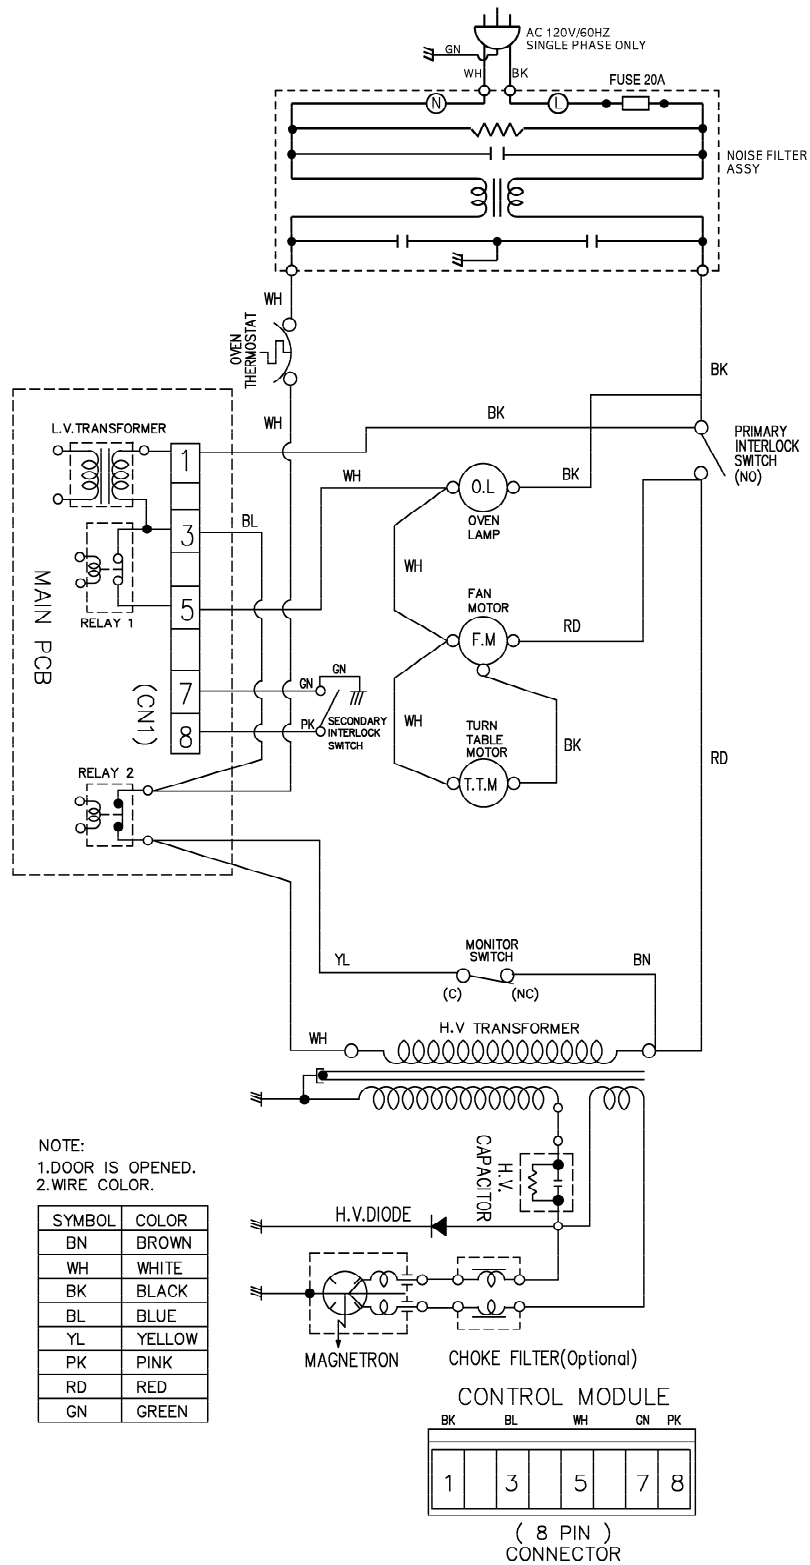 AC 120V/60HZ
SINGLE PHASE ONLY
GN
WH
BK
FUSE 20A
N
L
NOISE FILTER
ASSY
WH
OVEN
THERMOSTAT
BK
WH
BK
PRIMARY
INTERLOCK
SWITCH
(NO)
L.V.TRANSFORMER
1
WH
O.L
BK
OVEN
LAMP
3
BL
WH
FAN
MOTOR
F.M
RD
MAIN PCB
RELAY 1
5
(CN1)
7
GN
GN
8
PK
SECONDARY
INTERLOCK
SWITCH
WH
TURN
TABLE
MOTOR
T.T.M
BK
RD
RELAY 2
YL
MONITOR
SWITCH
(C)
(NC)
BN
H.V TRANSFORMER
WH
H.V.
CAPACITOR
H.V.DIODE
MAGNETRON
CHOKE FILTER(Optional)
NOTE:
1.DOOR IS OPENED.
2.WIRE COLOR.
SYMBOL COLOR
BN BROWN
WH WHITE
BK BLACK
BL BLUE
YL YELLOW
PK PINK
RD RED
GN GREEN
CONTROL MODULE
BK BL WH GN PK
1 3 5 7 8
( 8 PIN )
CONNECTOR